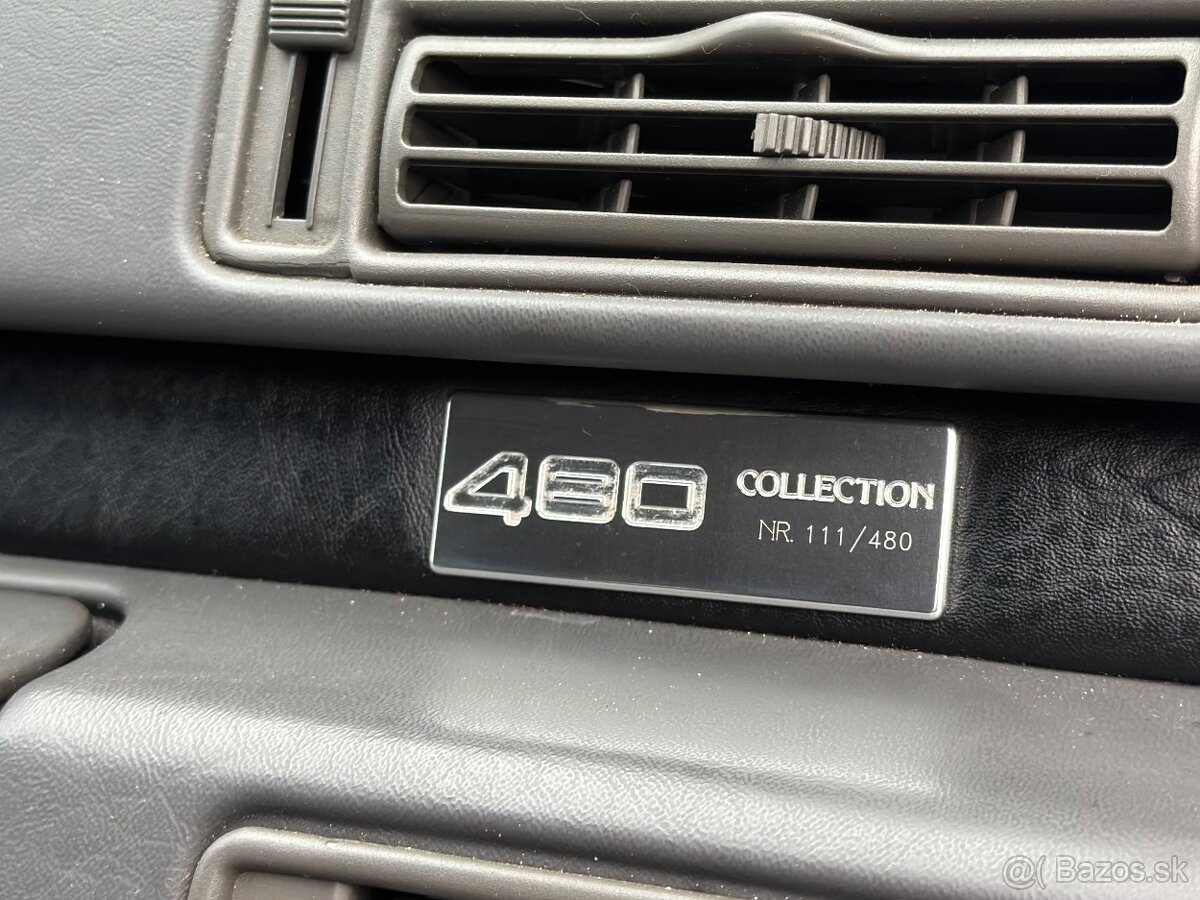 480 COLLECTION
NR. 111/480
@( Bazos.sk